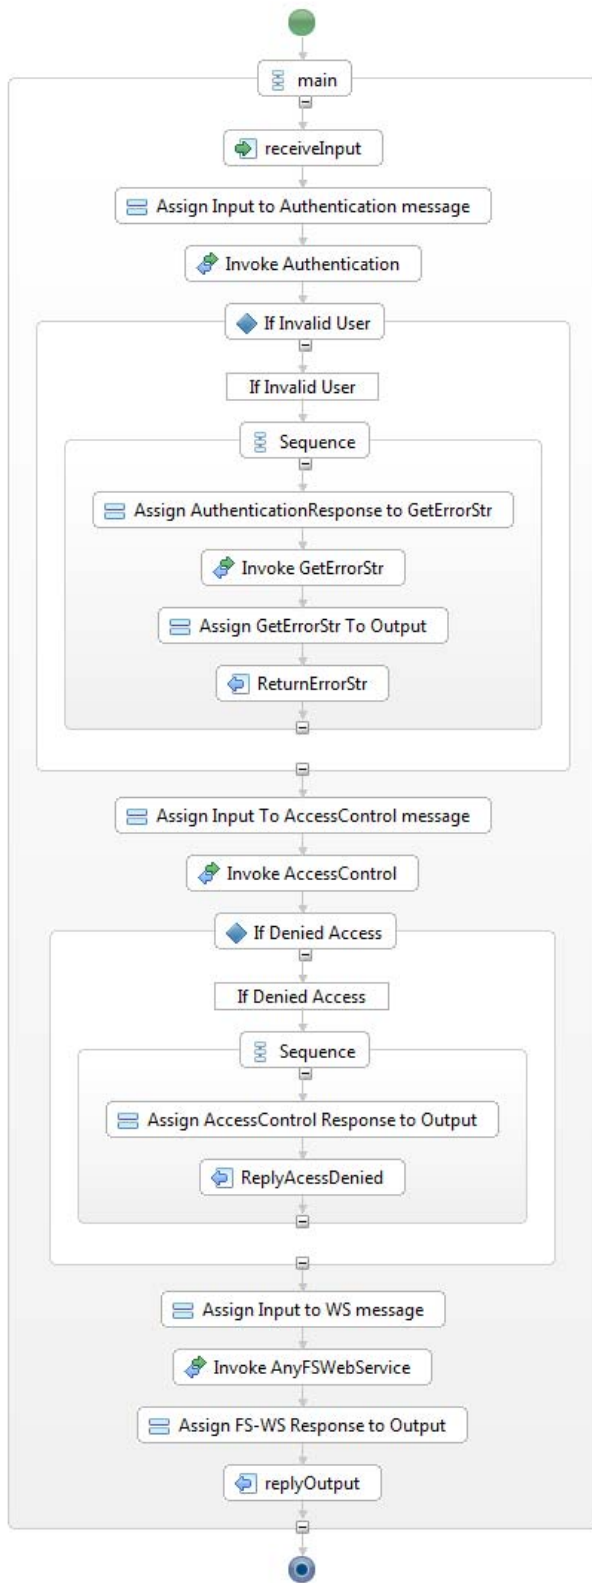 main
receiveInput
Assign Input to Authentication message
Invoke Authentication
If Invalid User
If Invalid User
Sequence
Assign AuthenticationResponse to GetErrorStr
Invoke GetErrorStr
Assign GetErrorStr To Output
ReturnErrorStr
Assign Input To AccessControl message
Invoke AccessControl
If Denied Access
If Denied Access
Sequence
Assign AccessControl Response to Output
ReplyAcessDenied
Assign Input to WS message
Invoke AnyFSWebService
Assign FS-WS Response to Output
replyOutput